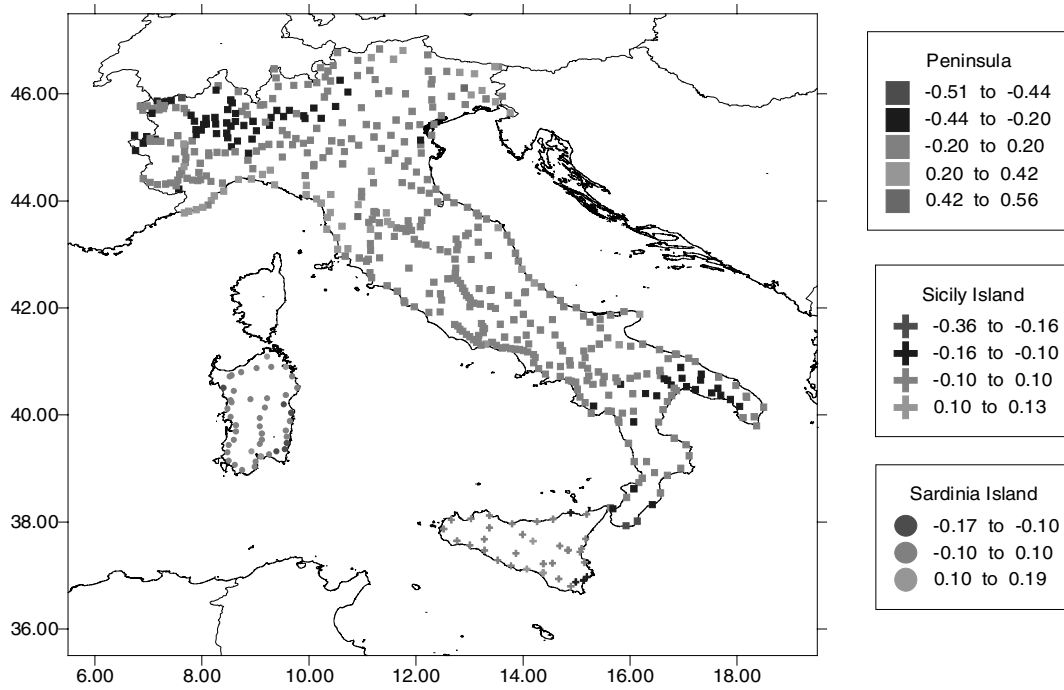 46.00
44.00
42.00
40.00
38.00
36.00
6.00 8.00 10.00 12.00 14.00 16.00 18.00
Peninsula
-0.51 to -0.44
-0.44 to -0.20
-0.20 to 0.20
0.20 to 0.42
0.42 to 0.56
Sicily Island
-0.36 to -0.16
-0.16 to -0.10
-0.10 to 0.10
0.10 to 0.13
Sardinia Island
-0.17 to -0.10
-0.10 to 0.10
0.10 to 0.19